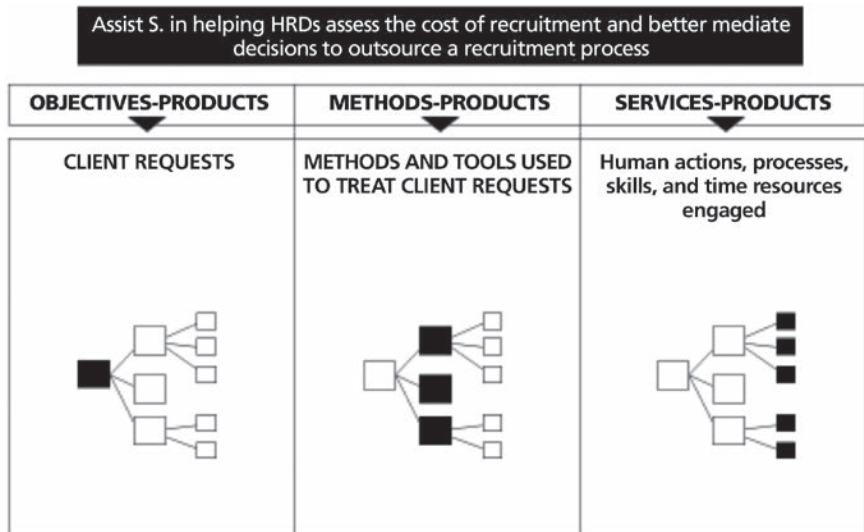 Assist S. in helping HRDs assess the cost of recruitment and better mediate
decisions to outsource a recruitment process
OBJECTIVES-PRODUCTS
METHODS-PRODUCTS
SERVICES-PRODUCTS
CLIENT REQUESTS
METHODS AND TOOLS USED
TO TREAT CLIENT REQUESTS
Human actions, processes,
skills, and time resources
engaged